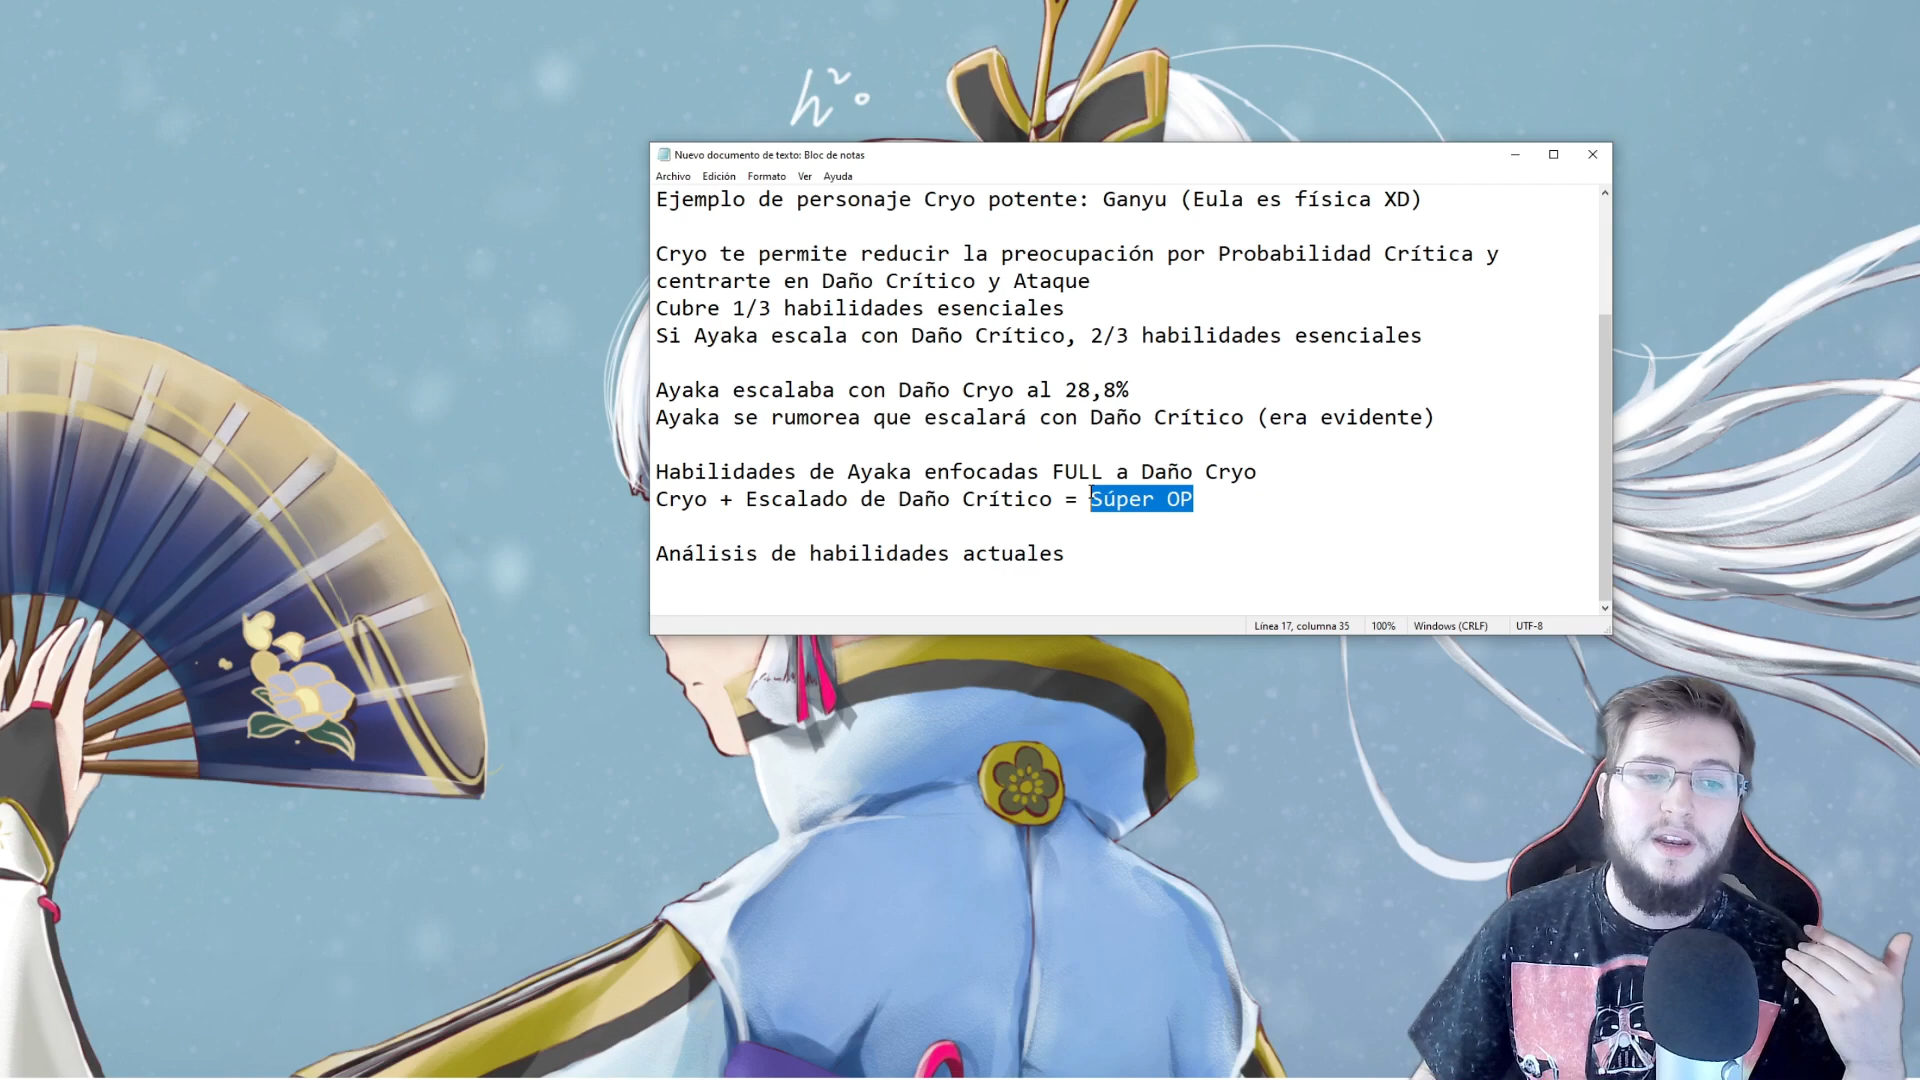 h²o
Nuevo documento de texto: Bloc de notas
Archivo Edición Formato Ver Ayuda
Ejemplo de personaje Cryo potente: Ganyu (Eula es física XD)
Cryo te permite reducir la preocupación por Probabilidad Crítica y
centrarte en Daño Crítico y Ataque
Cubre 1/3 habilidades esenciales
Si Ayaka escala con Daño Crítico, 2/3 habilidades esenciales
Ayaka escalaba con Daño Cryo al 28,8%
Ayaka se rumorea que escalará con Daño Crítico (era evidente)
Habilidades de Ayaka enfocadas FULL a Daño Cryo
Cryo + Escalado de Daño Crítico = Súper OP
Análisis de habilidades actuales
Línea 17, columna 35 100% Windows (CRLF) UTF-8